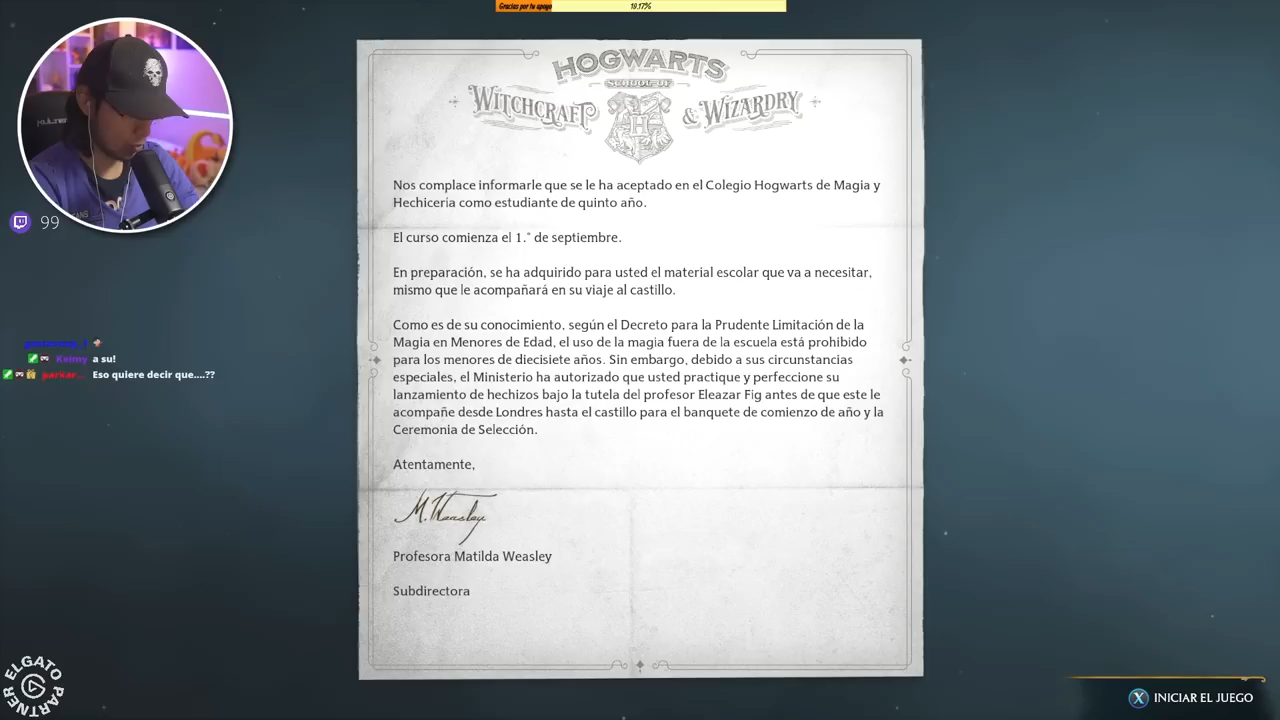 Gracias por tu apoyo
19.17%
HOGWARTS
SCHOOL OF
WITCHCRAFT & WIZARDRY
H
Nos complace informarle que se le ha aceptado en el Colegio Hogwarts de Magia y
Hechicería como estudiante de quinto año.
El curso comienza el 1.° de septiembre.
En preparación, se ha adquirido para usted el material escolar que va a necesitar,
mismo que le acompañará en su viaje al castillo.
Como es de su conocimiento, según el Decreto para la Prudente Limitación de la
Magia en Menores de Edad, el uso de la magia fuera de la escuela está prohibido
para los menores de diecisiete años. Sin embargo, debido a sus circunstancias
especiales, el Ministerio ha autorizado que usted practique y perfeccione su
lanzamiento de hechizos bajo la tutela del profesor Eleazar Fig antes de que este le
acompañe desde Londres hasta el castillo para el banquete de comienzo de año y la
Ceremonia de Selección.
Atentamente,
M. Weasley
Profesora Matilda Weasley
Subdirectora
99
a su!
Eso quiere decir que....??
ELGATO PARTNER
X INICIAR EL JUEGO